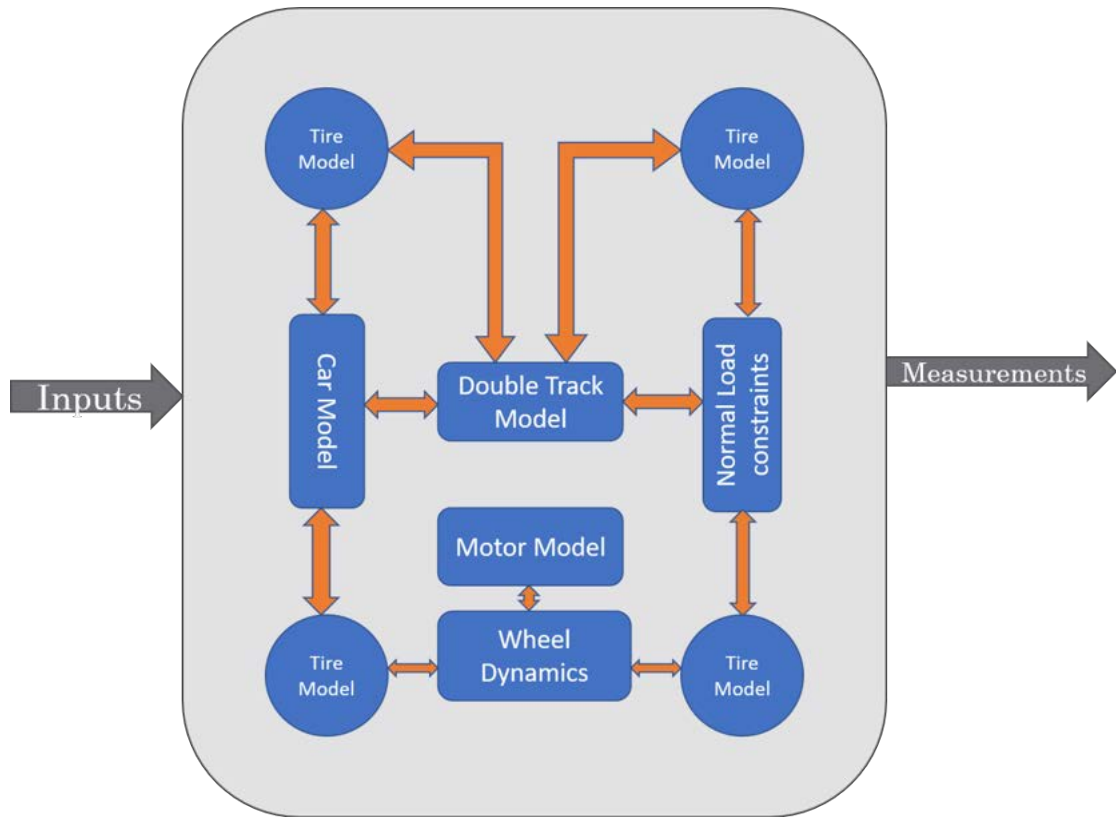 Tire
Model
Tire
Model
Inputs
Car Model
Double Track
Model
Normal Load
constraints
Measurements
Motor Model
Wheel
Dynamics
Tire
Model
Tire
Model